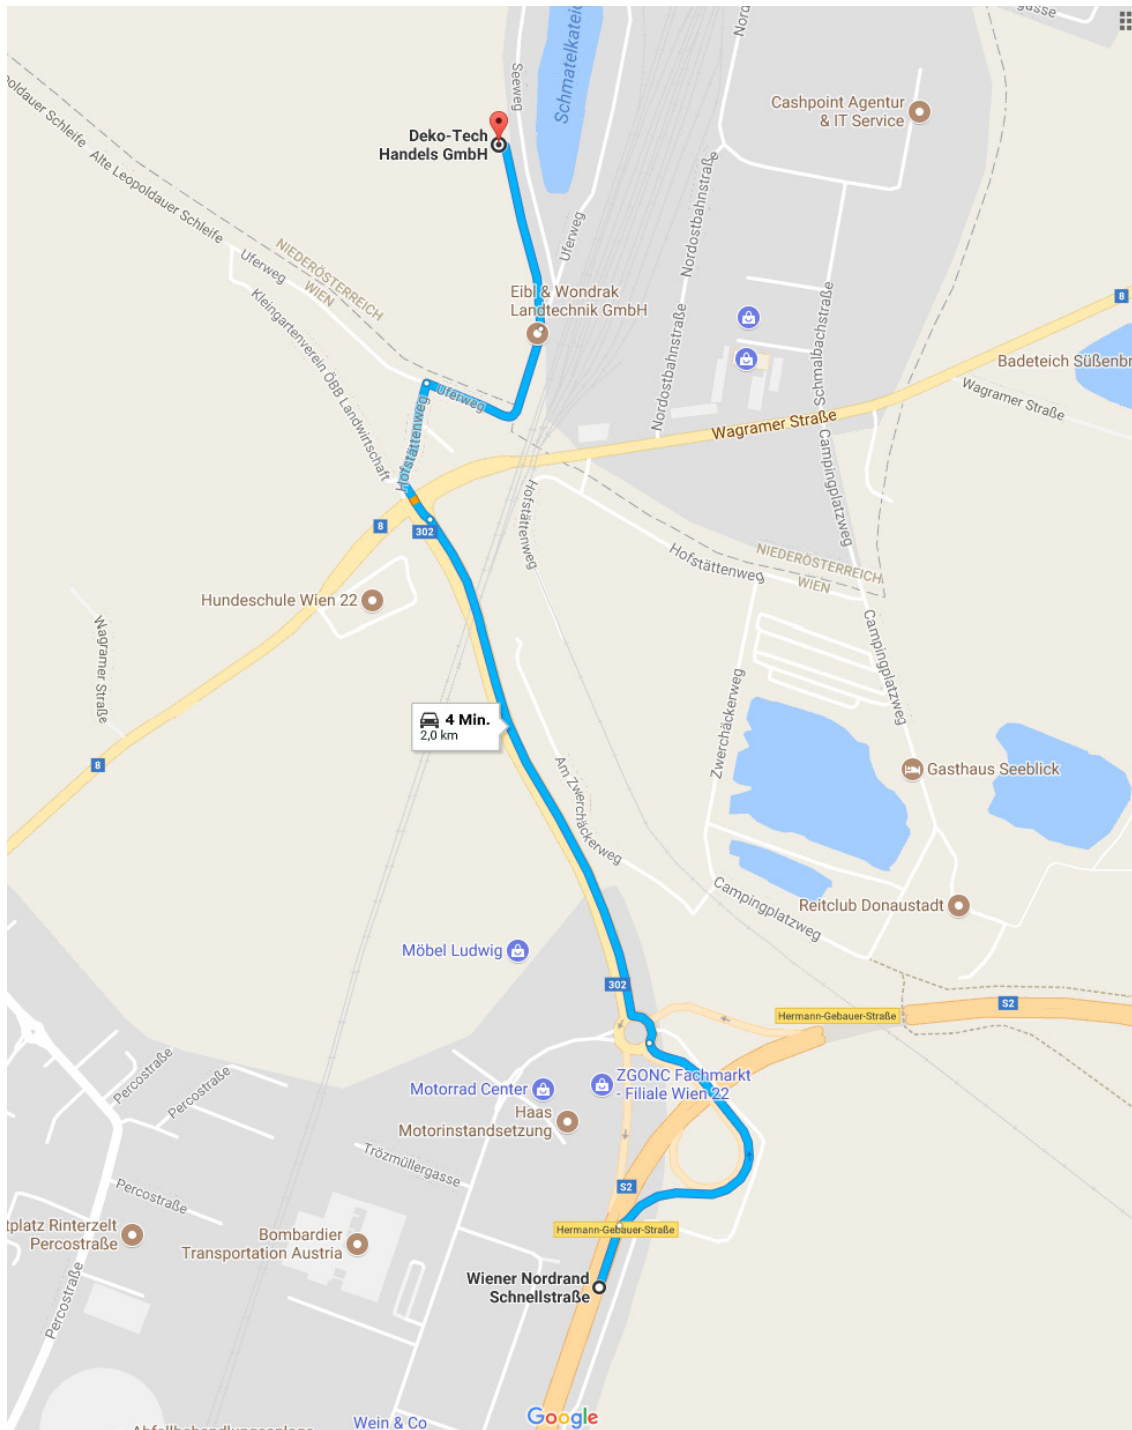 gasse
Nord
Seeweg
Schmatelkateic
Cashpoint Agentur
& IT Service
Deko-Tech
Handels GmbH
poldauer Schleife
Alte Leopoldauer Schleife
Nordostbahnstraße
Uferweg
NIEDERÖSTERREICH
WIEN
Uferweg
Kleingartenverein ÖBB Landwirtschaft
Eibl & Wondrak
Landtechnik GmbH
8
Schmalbachstraße
Nordostbahnstraße
Badeteich Süßenbr
Wagramer Straße
Uferweg
Hofstättenweg
Wagramer Straße
Campingplatzweg
Hofstättenweg
8
302
Hofstättenweg
NIEDERÖSTERREICH
WIEN
Hundeschule Wien 22
Wagramer Straße
Campingplatzweg
Zwerchäckerweg
4 Min.
2,0 km
8
Am Zwerchäckerweg
Gasthaus Seeblick
Campingplatzweg
Reitclub Donaustadt
Möbel Ludwig
302
S2
Hermann-Gebauer-Straße
Percostraße
Percostraße
Motorrad Center
ZGONC Fachmarkt
- Filiale Wien 22
Haas
Motorinstandsetzung
Trözmüllergasse
Percostraße
S2
tplatz Rinterzelt
Percostraße
Bombardier
Transportation Austria
Hermann-Gebauer-Straße
Wiener Nordrand
Schnellstraße
Percostraße
Google
Wein & Co
Abfallbehandlungsanlage